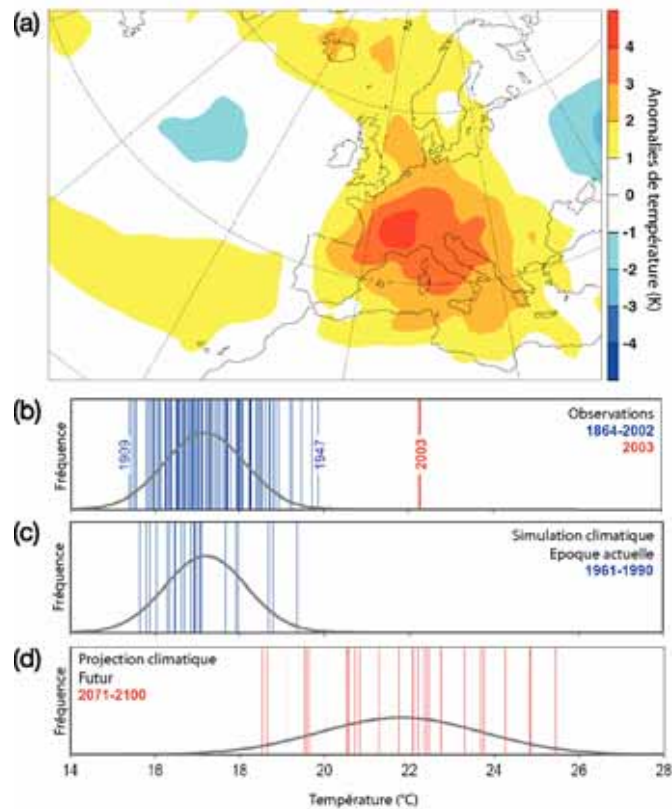 (a)
5
4
3
2
1
0
-1
-2
-3
-4
Anomalies de température (K)
(b)
Fréquence
1909
1947
2003
Observations
1864-2002
2003
(c)
Fréquence
Simulation climatique
Epoque actuelle
1961-1990
(d)
Fréquence
Projection climatique
Futur
2071-2100
14 16 18 20 22 24 26 28
Température (°C)